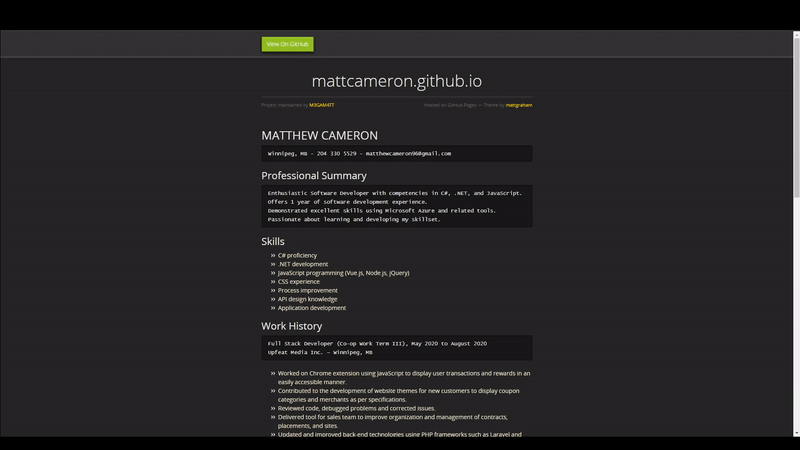 View On GitHub
mattcameron.github.io
Project maintained by M3GAM4TT
Hosted on GitHub Pages — Theme by mattgraham
MATTHEW CAMERON
Winnipeg, MB - 204 330 5529 - matthewcameron96@gmail.com
Professional Summary
Enthusiastic Software Developer with competencies in C#, .NET, and JavaScript.
Offers 1 year of software development experience.
Demonstrated excellent skills using Microsoft Azure and related tools.
Passionate about learning and developing my skillset.
Skills
» C# proficiency
» .NET development
» JavaScript programming (Vue.js, Node.js, jQuery)
» CSS experience
» Process improvement
» API design knowledge
» Application development
Work History
Full Stack Developer (Co-op Work Term III), May 2020 to August 2020
Upfeat Media Inc. – Winnipeg, MB
» Worked on Chrome extension using JavaScript to display user transactions and rewards in an
easily accessible manner.
» Contributed to the development of website themes for new customers to display coupon
categories and merchants as per specifications.
» Reviewed code, debugged problems and corrected issues.
» Delivered tool for sales team to improve organization and management of contracts,
placements, and sites.
» Updated and improved back-end technologies using PHP frameworks such as Laravel and